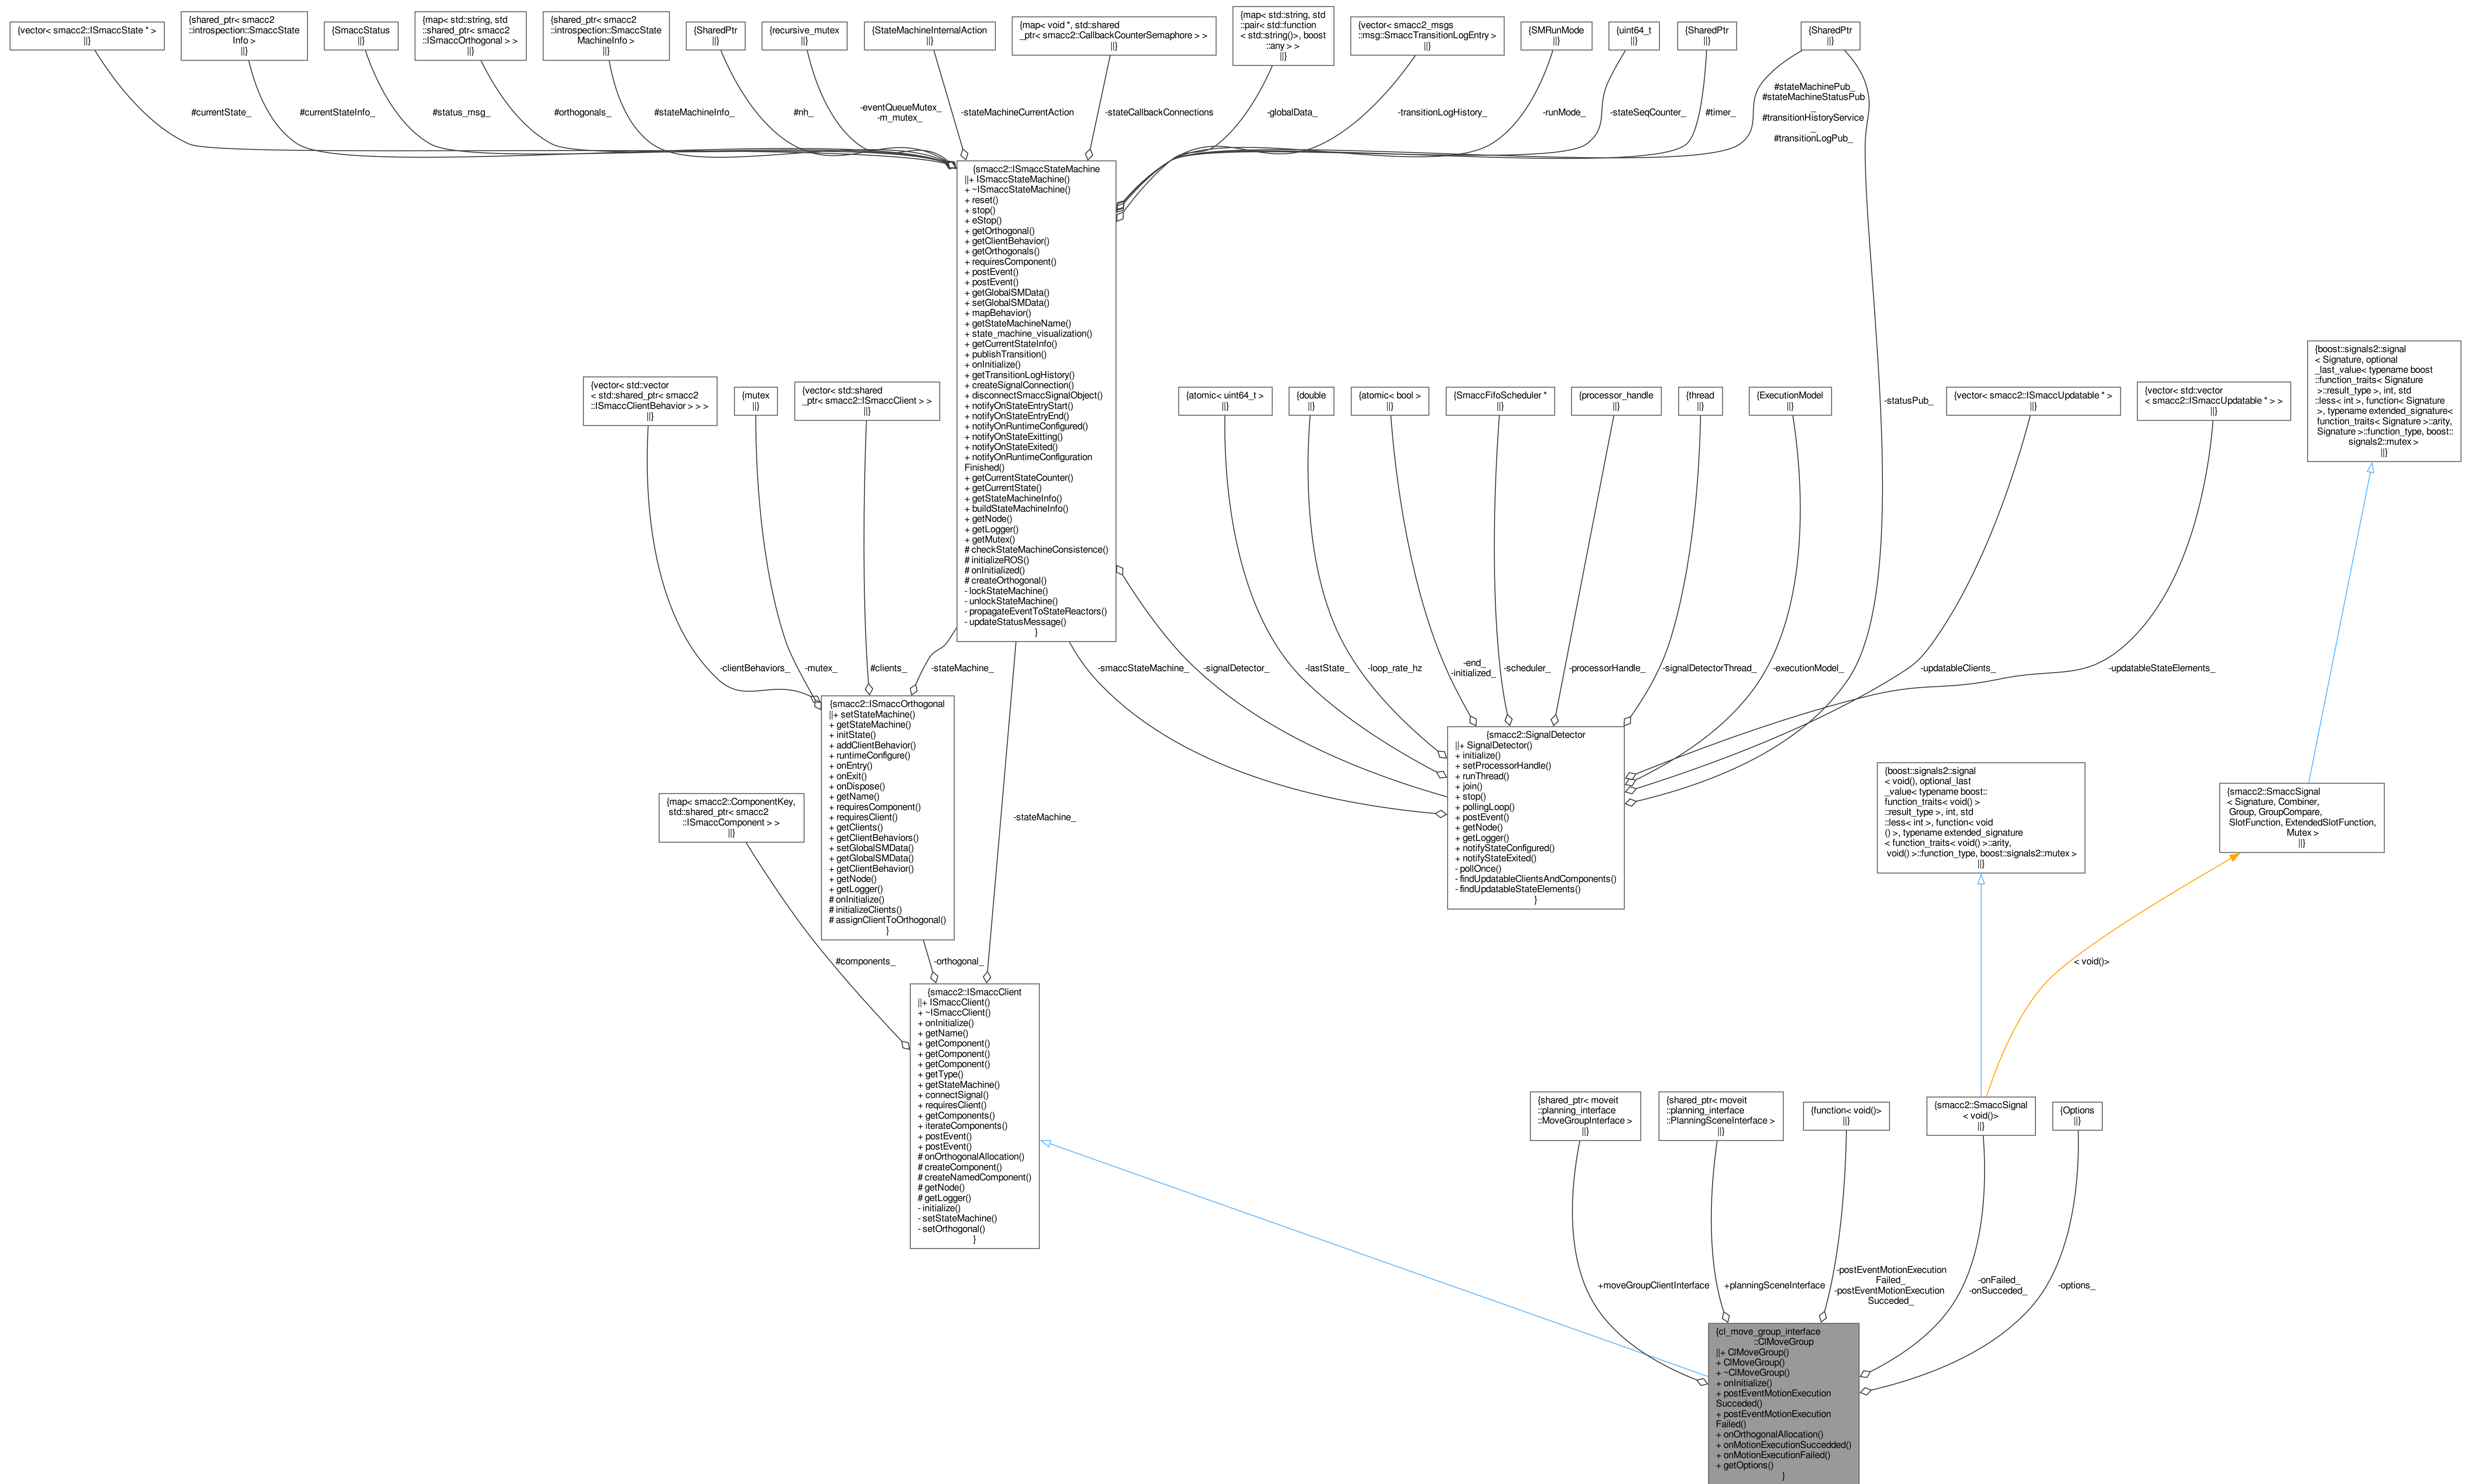 {vector< smacc2::ISmaccState * >
||}
{shared_ptr< smacc2
::introspection::SmaccState
Info >
||}
{SmaccStatus
||}
{map< std::string, std
::shared_ptr< smacc2
::ISmaccOrthogonal > >
||}
{shared_ptr< smacc2
::introspection::SmaccState
MachineInfo >
||}
{SharedPtr
||}
{recursive_mutex
||}
{StateMachineInternalAction
||}
{map< void *, std::shared
_ptr< smacc2::CallbackCounterSemaphore > >
||}
{map< std::string, std
::pair< std::function
< std::string()>, boost
::any > >
||}
{vector< smacc2_msgs
::msg::SmaccTransitionLogEntry >
||}
{SMRunMode
||}
{uint64_t
||}
{SharedPtr
||}
{SharedPtr
||}
#currentState_
#currentStateInfo_
#status_msg_
#orthogonals_
#stateMachineInfo_
#nh_
-eventQueueMutex_
-m_mutex_
-stateMachineCurrentAction
-stateCallbackConnections
-globalData_
-transitionLogHistory_
-runMode_
-stateSeqCounter_
#timer_
#stateMachinePub_
#stateMachineStatusPub
_
#transitionHistoryService
_
#transitionLogPub_
{smacc2::ISmaccStateMachine
||+ ISmaccStateMachine()
+ ~ISmaccStateMachine()
+ reset()
+ stop()
+ eStop()
+ getOrthogonal()
+ getClientBehavior()
+ getOrthogonals()
+ requiresComponent()
+ postEvent()
+ postEvent()
+ getGlobalSMData()
+ setGlobalSMData()
+ mapBehavior()
+ getStateMachineName()
+ state_machine_visualization()
+ getCurrentStateInfo()
+ publishTransition()
+ onInitialize()
+ getTransitionLogHistory()
+ createSignalConnection()
+ disconnectSmaccSignalObject()
+ notifyOnStateEntryStart()
+ notifyOnStateEntryEnd()
+ notifyOnRuntimeConfigured()
+ notifyOnStateExitting()
+ notifyOnStateExited()
+ notifyOnRuntimeConfiguration
Finished()
+ getCurrentStateCounter()
+ getCurrentState()
+ getStateMachineInfo()
+ buildStateMachineInfo()
+ getNode()
+ getLogger()
+ getMutex()
# checkStateMachineConsistence()
# initializeROS()
# onInitialized()
# createOrthogonal()
- lockStateMachine()
- unlockStateMachine()
- propagateEventToStateReactors()
- updateStatusMessage()
}
{boost::signals2::signal
< Signature, optional
_last_value< typename boost
::function_traits< Signature
>::result_type >, int, std
::less< int >, function< Signature
>, typename extended_signature<
function_traits< Signature >::arity,
Signature >::function_type, boost::
signals2::mutex >
||}
{vector< std::vector
< std::shared_ptr< smacc2
::ISmaccClientBehavior > > >
||}
{mutex
||}
{vector< std::shared
_ptr< smacc2::ISmaccClient > >
||}
{atomic< uint64_t >
||}
{double
||}
{atomic< bool >
||}
{SmaccFifoScheduler *
||}
{processor_handle
||}
{thread
||}
{ExecutionModel
||}
-statusPub_
{vector< smacc2::ISmaccUpdatable * >
||}
{vector< std::vector
< smacc2::ISmaccUpdatable * > >
||}
-clientBehaviors_
-mutex_
#clients_
-stateMachine_
-smaccStateMachine_
-signalDetector_
-lastState_
-loop_rate_hz
-end_
-initialized_
-scheduler_
-processorHandle_
-signalDetectorThread_
-executionModel_
-updatableClients_
-updatableStateElements_
{smacc2::ISmaccOrthogonal
||+ setStateMachine()
+ getStateMachine()
+ initState()
+ addClientBehavior()
+ runtimeConfigure()
+ onEntry()
+ onExit()
+ onDispose()
+ getName()
+ requiresComponent()
+ requiresClient()
+ getClients()
+ getClientBehaviors()
+ setGlobalSMData()
+ getGlobalSMData()
+ getClientBehavior()
+ getNode()
+ getLogger()
# onInitialize()
# initializeClients()
# assignClientToOrthogonal()
}
{smacc2::SignalDetector
||+ SignalDetector()
+ initialize()
+ setProcessorHandle()
+ runThread()
+ join()
+ stop()
+ pollingLoop()
+ postEvent()
+ getNode()
+ getLogger()
+ notifyStateConfigured()
+ notifyStateExited()
- pollOnce()
- findUpdatableClientsAndComponents()
- findUpdatableStateElements()
}
{map< smacc2::ComponentKey,
std::shared_ptr< smacc2
::ISmaccComponent > >
||}
-stateMachine_
{boost::signals2::signal
< void(), optional_last
_value< typename boost::
function_traits< void() >
::result_type >, int, std
::less< int >, function< void
() >, typename extended_signature
< function_traits< void() >::arity,
void() >::function_type, boost::signals2::mutex >
||}
{smacc2::SmaccSignal
< Signature, Combiner,
Group, GroupCompare,
SlotFunction, ExtendedSlotFunction,
Mutex >
||}
#components_
-orthogonal_
< void()>
{smacc2::ISmaccClient
||+ ISmaccClient()
+ ~ISmaccClient()
+ onInitialize()
+ getName()
+ getComponent()
+ getComponent()
+ getComponent()
+ getType()
+ getStateMachine()
+ connectSignal()
+ requiresClient()
+ getComponents()
+ iterateComponents()
+ postEvent()
+ postEvent()
# onOrthogonalAllocation()
# createComponent()
# createNamedComponent()
# getNode()
# getLogger()
- initialize()
- setStateMachine()
- setOrthogonal()
}
{shared_ptr< moveit
::planning_interface
::MoveGroupInterface >
||}
{shared_ptr< moveit
::planning_interface
::PlanningSceneInterface >
||}
{function< void()>
||}
{smacc2::SmaccSignal
< void()>
||}
{Options
||}
+moveGroupClientInterface
+planningSceneInterface
-postEventMotionExecution
Failed_
-postEventMotionExecution
Succeded_
-onFailed_
-onSucceded_
-options_
{cl_move_group_interface
::ClMoveGroup
||+ ClMoveGroup()
+ ClMoveGroup()
+ ~ClMoveGroup()
+ onInitialize()
+ postEventMotionExecution
Succeded()
+ postEventMotionExecution
Failed()
+ onOrthogonalAllocation()
+ onMotionExecutionSuccedded()
+ onMotionExecutionFailed()
+ getOptions()
}